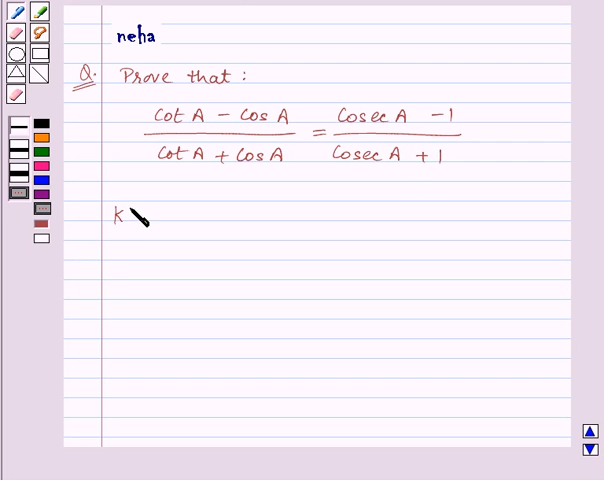 neha
Q. Prove that :
Cot A - Cos A / Cot A + Cos A = Cosec A - 1 / Cosec A + 1
K